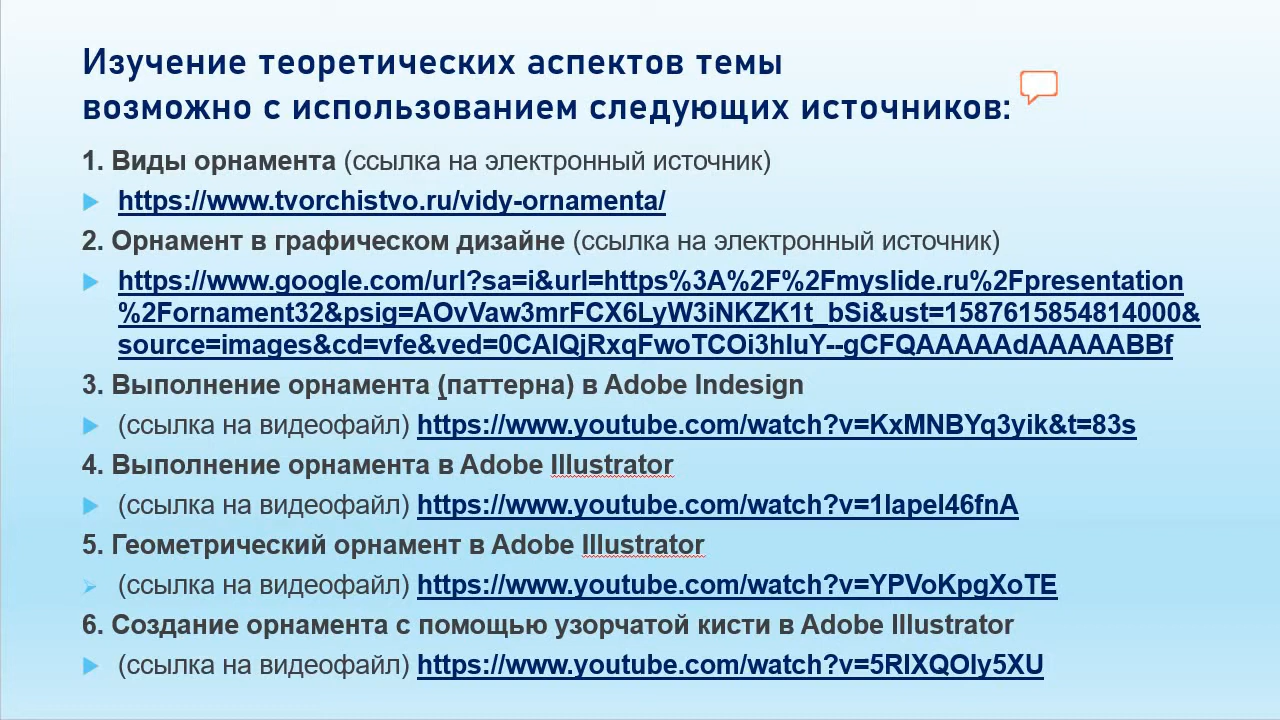 Изучение теоретических аспектов темы
возможно с использованием следующих источников:
1. Виды орнамента (ссылка на электронный источник)
https://www.tvorchistvo.ru/vidy-ornamenta/
2. Орнамент в графическом дизайне (ссылка на электронный источник)
https://www.google.com/url?sa=i&url=https%3A%2F%2Fmyslide.ru%2Fpresentation
%2Fornament32&psig=AOvVaw3mrFCX6LyW3iNKZK1t_bSi&ust=1587615854814000&
source=images&cd=vfe&ved=0CAIQjRxqFwoTCOi3hIuY--gCFQAAAAAdAAAAABBf
3. Выполнение орнамента (паттерна) в Adobe Indesign
(ссылка на видеофайл) https://www.youtube.com/watch?v=KxMNBYq3yik&t=83s
4. Выполнение орнамента в Adobe Illustrator
(ссылка на видеофайл) https://www.youtube.com/watch?v=1lapel46fnA
5. Геометрический орнамент в Adobe Illustrator
(ссылка на видеофайл) https://www.youtube.com/watch?v=YPVoKpgXoTE
6. Создание орнамента с помощью узорчатой кисти в Adobe Illustrator
(ссылка на видеофайл) https://www.youtube.com/watch?v=5RIXQOly5XU